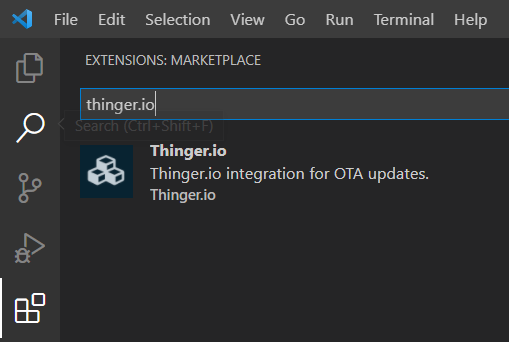 File Edit Selection View Go Run Terminal Help
EXTENSIONS: MARKETPLACE
thinger.io
Search (Ctrl+Shift+F)
Thinger.io
Thinger.io integration for OTA updates.
Thinger.io